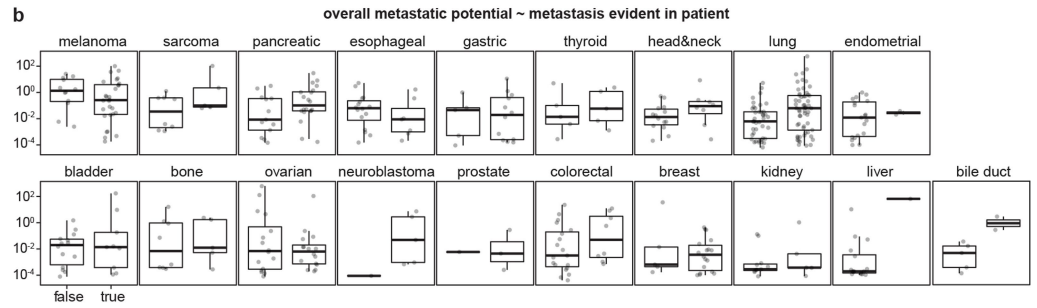 b
overall metastatic potential ~ metastasis evident in patient
melanoma sarcoma pancreatic esophageal gastric thyroid head&neck lung endometrial
10²
10⁰
10⁻²
10⁻⁴
bladder bone ovarian neuroblastoma prostate colorectal breast kidney liver bile duct
10²
10⁰
10⁻²
10⁻⁴
false true